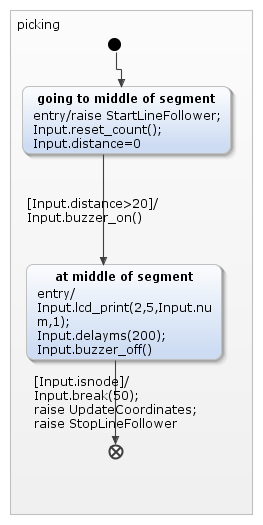 picking
going to middle of segment
entry/raise StartLineFollower;
Input.reset_count();
Input.distance=0
[Input.distance>20]/
Input.buzzer_on()
at middle of segment
entry/
Input.lcd_print(2,5,Input.nu
m,1);
Input.delayms(200);
Input.buzzer_off()
[Input.isnode]/
Input.break(50);
raise UpdateCoordinates;
raise StopLineFollower